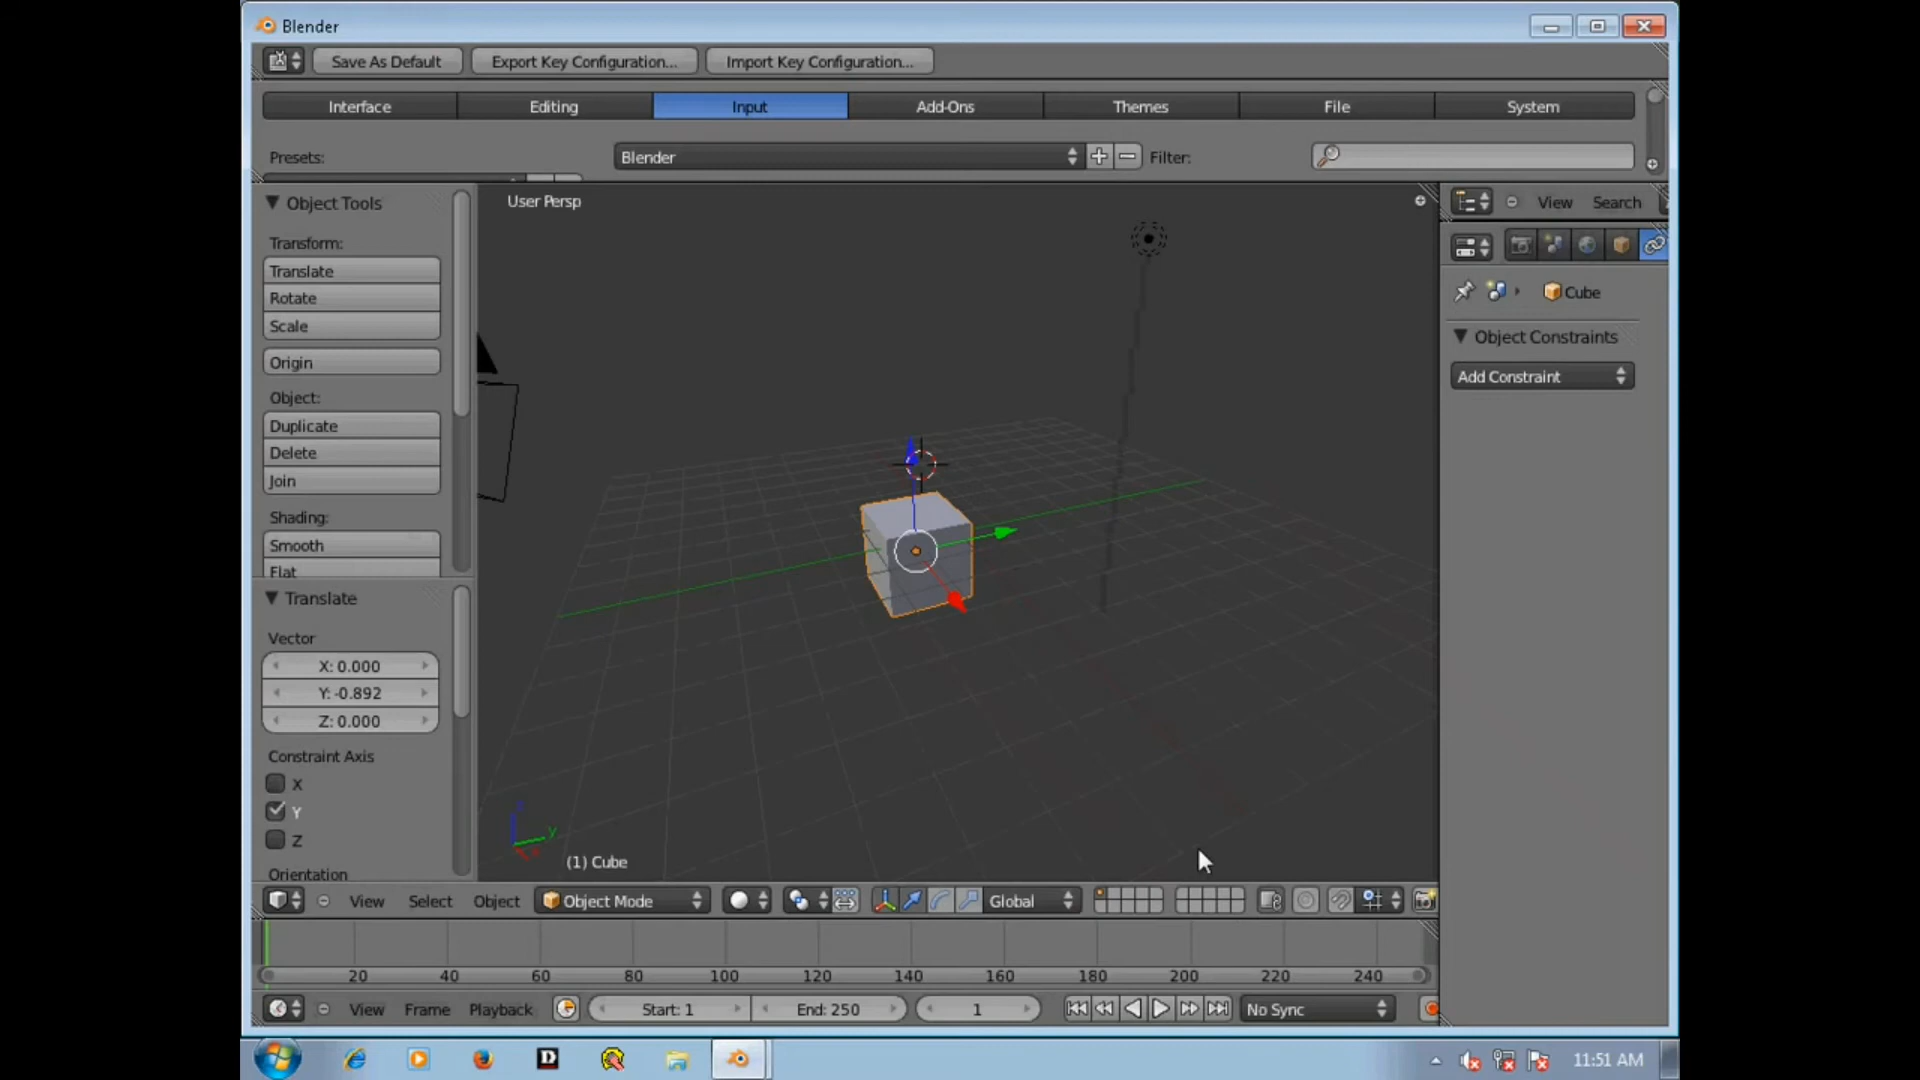 Blender
Save As Default
Export Key Configuration...
Import Key Configuration...
Interface
Editing
Input
Add-Ons
Themes
File
System
Presets:
Blender
Filter:
Object Tools
Transform:
Translate
Rotate
Scale
Origin
Object:
Duplicate
Delete
Join
Shading:
Smooth
Flat
Translate
Vector
X: 0.000
Y: -0.892
Z: 0.000
Constraint Axis
X
Y
Z
Orientation
User Persp
y
(1) Cube
View Search
Cube
Object Constraints
Add Constraint
View Select Object Object Mode Global
20 40 60 80 100 120 140 160 180 200 220 240
View Frame Playback Start: 1 End: 250 1 No Sync
D
11:51 AM